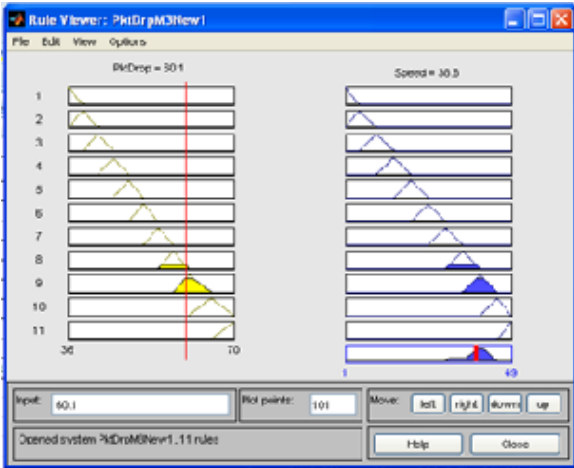 Rule Viewer: PktDrpM3New1
File Edit View Options
PktDrop = 60.1
Speed =
1
2
3
4
5
6
7
8
9
10
11
36 70
1 49
Input: 60.1
Plot points: 101
Move: left right down up
Opened system PktDrpM3New1, 11 rules
Help Close